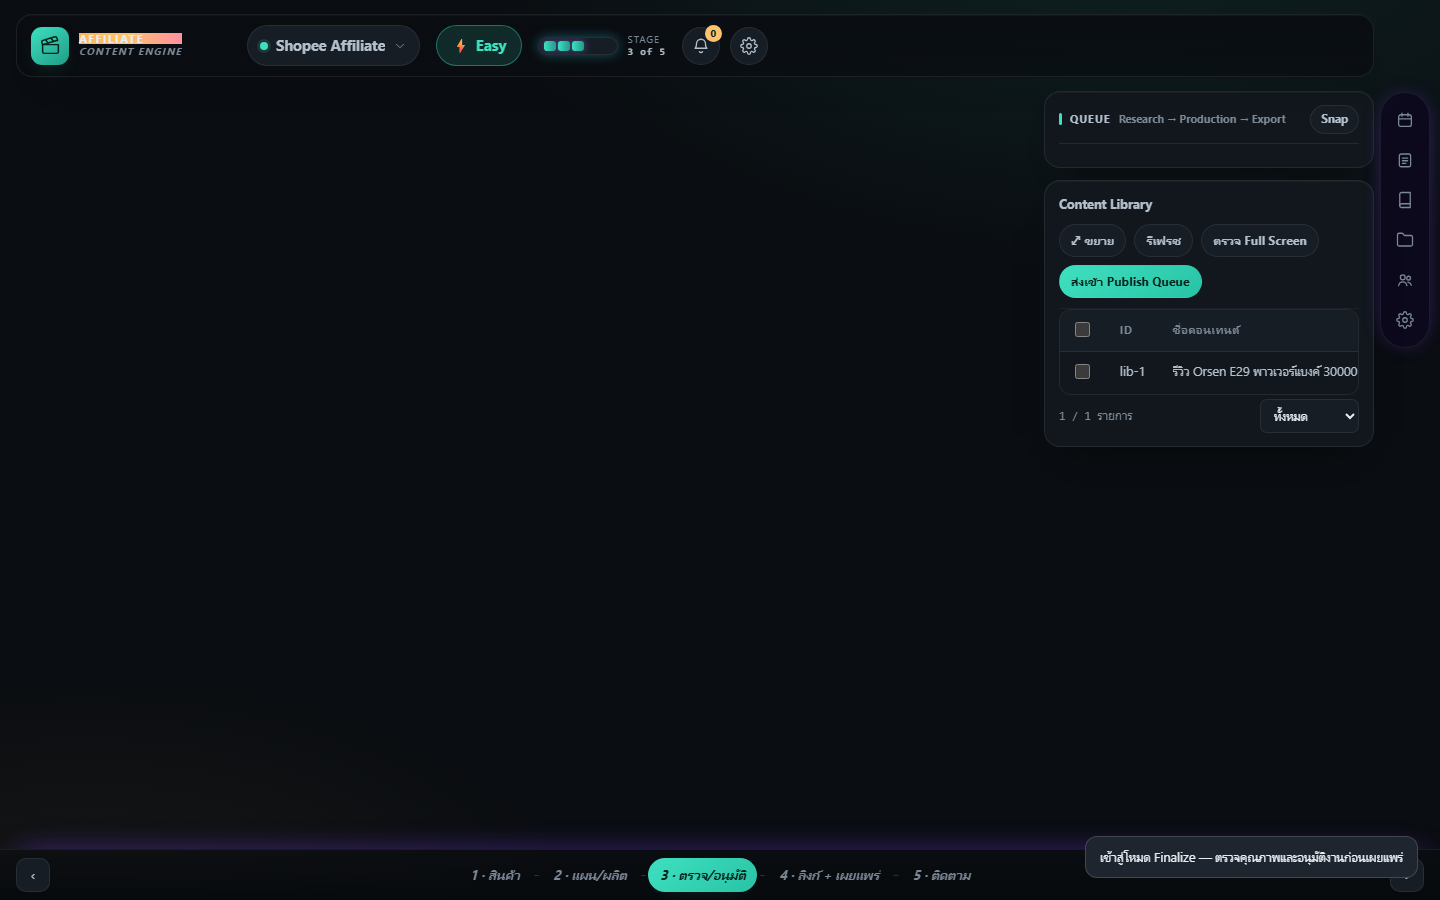 AFFILIATE
CONTENT ENGINE
Shopee Affiliate
Easy
STAGE
3 of 5
0
QUEUE Research → Production → Export
Snap
Content Library
⤢ ขยาย
รีเฟรช
ตรวจ Full Screen
ส่งเข้า Publish Queue
ID ชื่อคอนเทนต์
lib-1 รีวิว Orsen E29 พาวเวอร์แบงค์ 30000
1 / 1 รายการ
ทั้งหมด
เข้าสู่โหมด Finalize — ตรวจคุณภาพและอนุมัติงานก่อนเผยแพร่
‹
1 · สินค้า
2 · แผน/ผลิต
3 · ตรวจ/อนุมัติ
4 · ลิงก์ + เผยแพร่
5 · ติดตาม